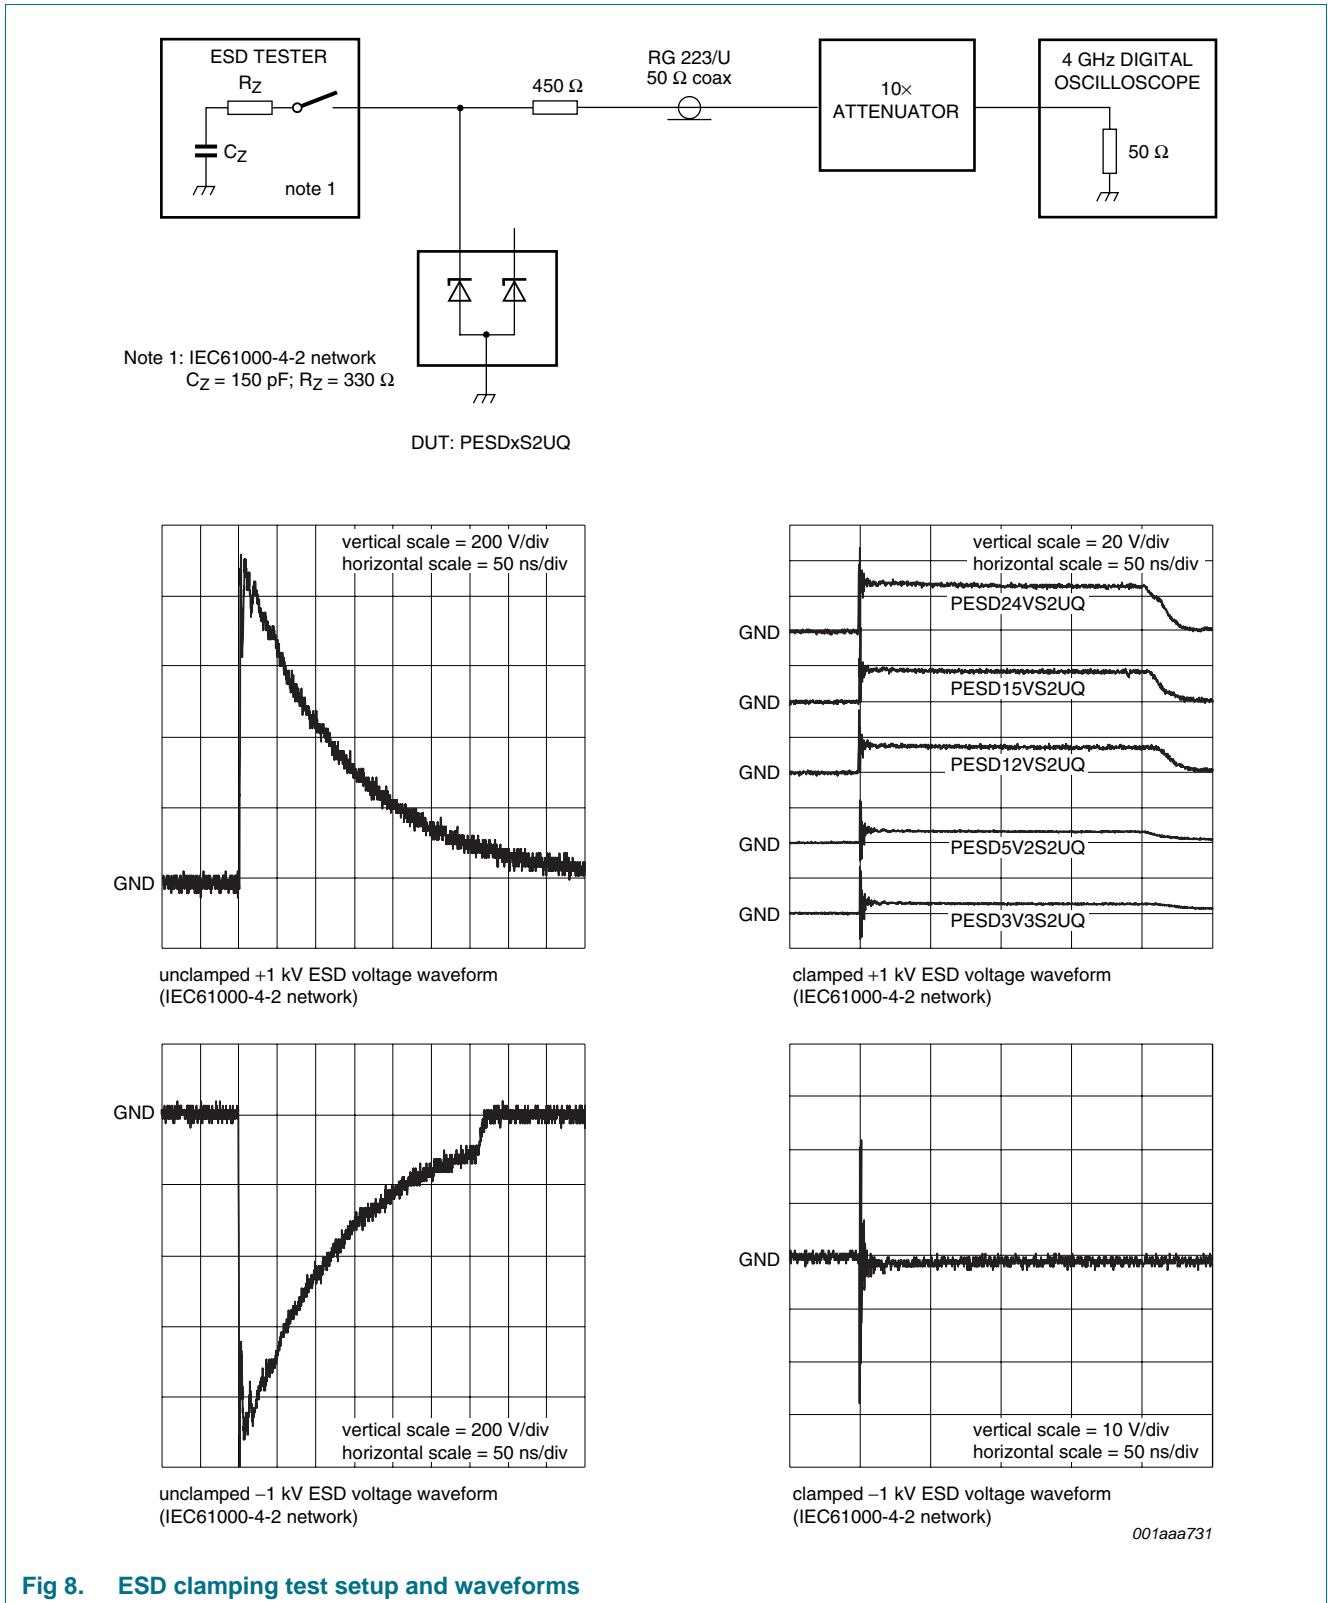 ESD TESTER
RZ
CZ
note 1
450 Ω
RG 223/U
50 Ω coax
10×
ATTENUATOR
4 GHz DIGITAL
OSCILLOSCOPE
50 Ω
Note 1: IEC61000-4-2 network
CZ = 150 pF; RZ = 330 Ω
DUT: PESDxS2UQ
vertical scale = 200 V/div
horizontal scale = 50 ns/div
GND
unclamped +1 kV ESD voltage waveform
(IEC61000-4-2 network)
vertical scale = 20 V/div
horizontal scale = 50 ns/div
PESD24VS2UQ
GND
PESD15VS2UQ
GND
PESD12VS2UQ
GND
PESD5V2S2UQ
GND
PESD3V3S2UQ
GND
clamped +1 kV ESD voltage waveform
(IEC61000-4-2 network)
GND
vertical scale = 200 V/div
horizontal scale = 50 ns/div
unclamped −1 kV ESD voltage waveform
(IEC61000-4-2 network)
GND
vertical scale = 10 V/div
horizontal scale = 50 ns/div
clamped −1 kV ESD voltage waveform
(IEC61000-4-2 network)
001aaa731
Fig 8. ESD clamping test setup and waveforms